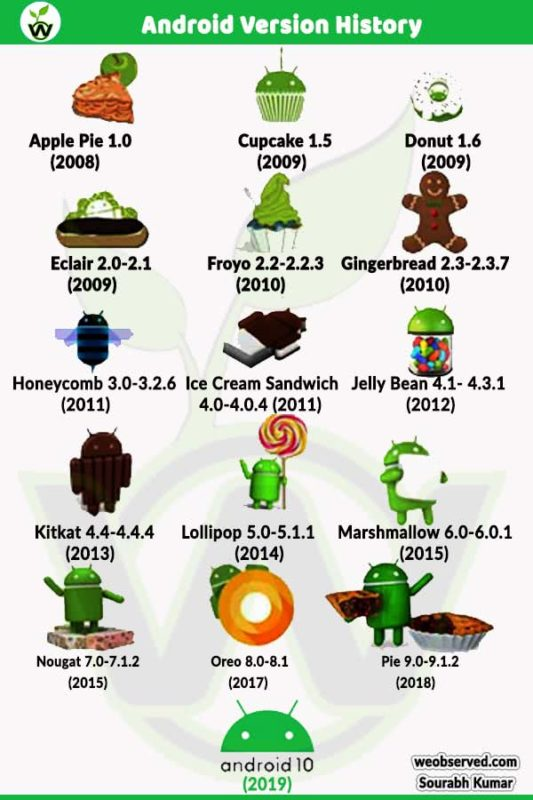 W
Android Version History
Apple Pie 1.0
(2008)
Cupcake 1.5
(2009)
Donut 1.6
(2009)
Eclair 2.0-2.1
(2009)
Froyo 2.2-2.2.3
(2010)
Gingerbread 2.3-2.3.7
(2010)
Honeycomb 3.0-3.2.6
(2011)
Ice Cream Sandwich
4.0-4.0.4 (2011)
Jelly Bean 4.1- 4.3.1
(2012)
Kitkat 4.4-4.4.4
(2013)
Lollipop 5.0-5.1.1
(2014)
Marshmallow 6.0-6.0.1
(2015)
Nougat 7.0-7.1.2
(2015)
Oreo 8.0-8.1
(2017)
Pie 9.0-9.1.2
(2018)
android 10
(2019)
weobserved.com
Sourabh Kumar